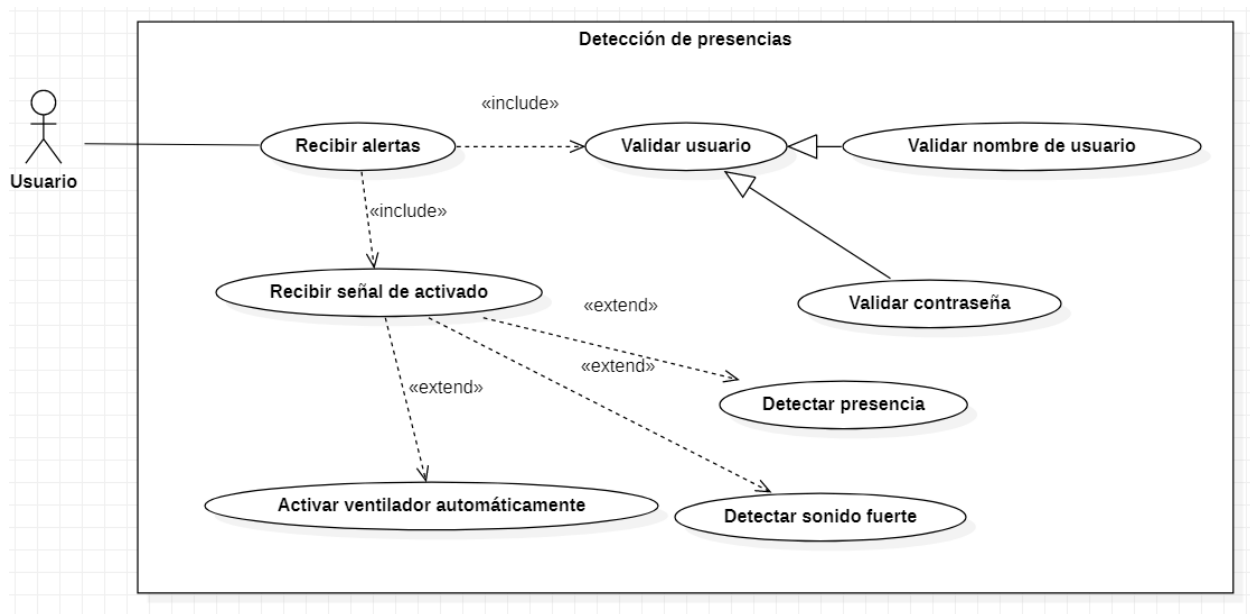 Detección de presencias
«include»
Recibir alertas
Validar usuario
Validar nombre de usuario
Usuario
«include»
Recibir señal de activado
Validar contraseña
«extend»
«extend»
«extend»
Detectar presencia
Activar ventilador automáticamente
Detectar sonido fuerte